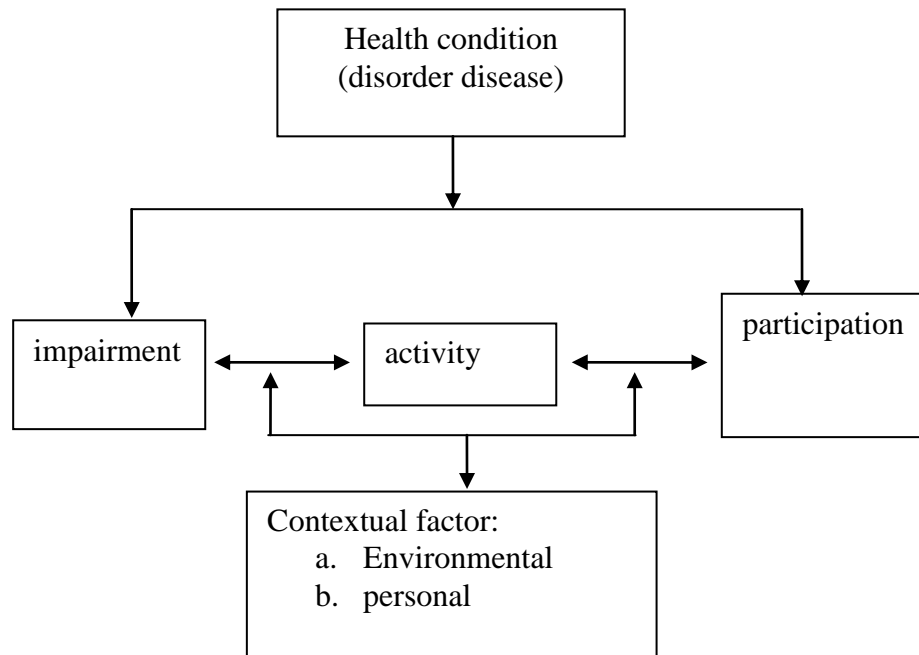 Health condition
(disorder disease)
impairment
activity
participation
Contextual factor:
a. Environmental
b. personal